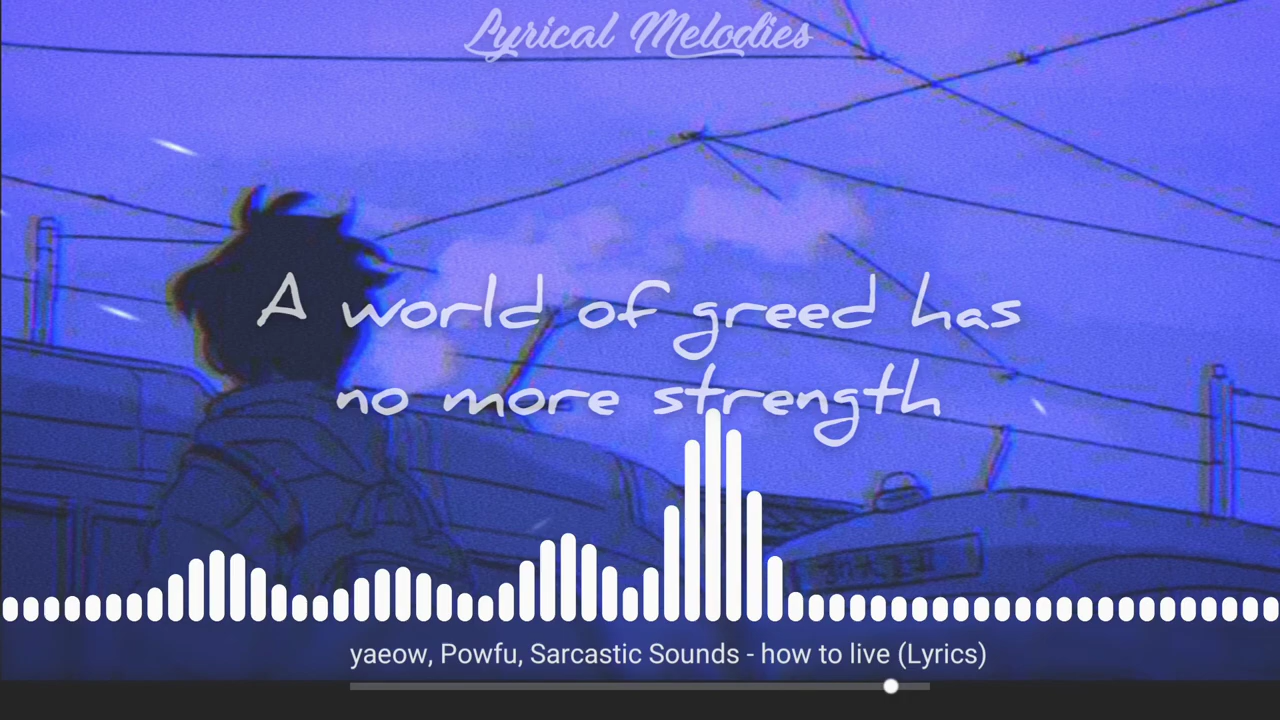 Lyrical Melodies
A world of greed has
no more strength
yaeow, Powfu, Sarcastic Sounds - how to live (Lyrics)